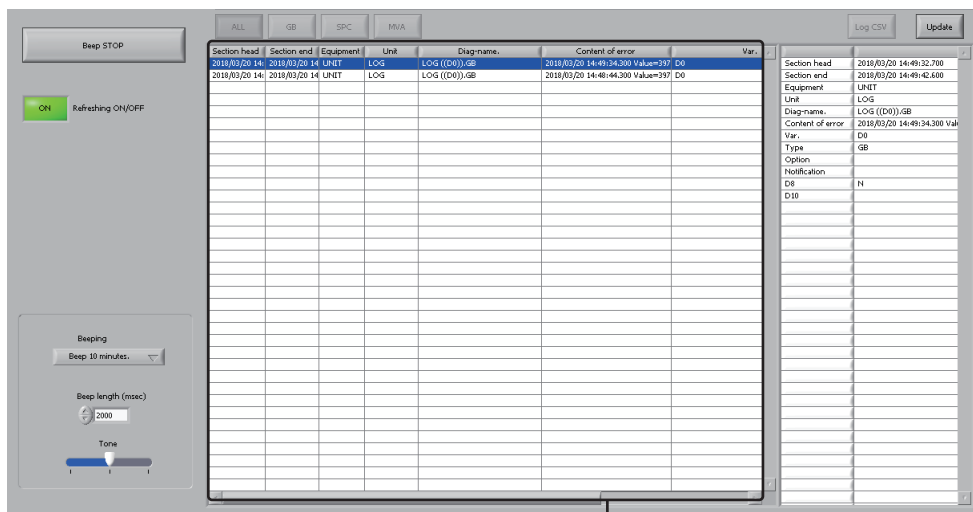 ALL GB SPC MVA Log CSV Update
Beep STOP
ON Refreshing ON/OFF
Section head Section end Equipment Unit Diag-name. Content of error Var.
2018/03/20 14: 2018/03/20 14 UNIT LOG LOG ((D0)).GB 2018/03/20 14:49:34.300 Value=397 D0
2018/03/20 14: 2018/03/20 14 UNIT LOG LOG ((D0)).GB 2018/03/20 14:48:44.300 Value=397 D0
Section head 2018/03/20 14:49:32.700
Section end 2018/03/20 14:49:42.600
Equipment UNIT
Unit LOG
Diag-name. LOG ((D0)).GB
Content of error 2018/03/20 14:49:34.300 Val
Var. D0
Type GB
Option
Notification
D8 N
D10
Beeping
Beep 10 minutes.
Beep length (msec)
2000
Tone